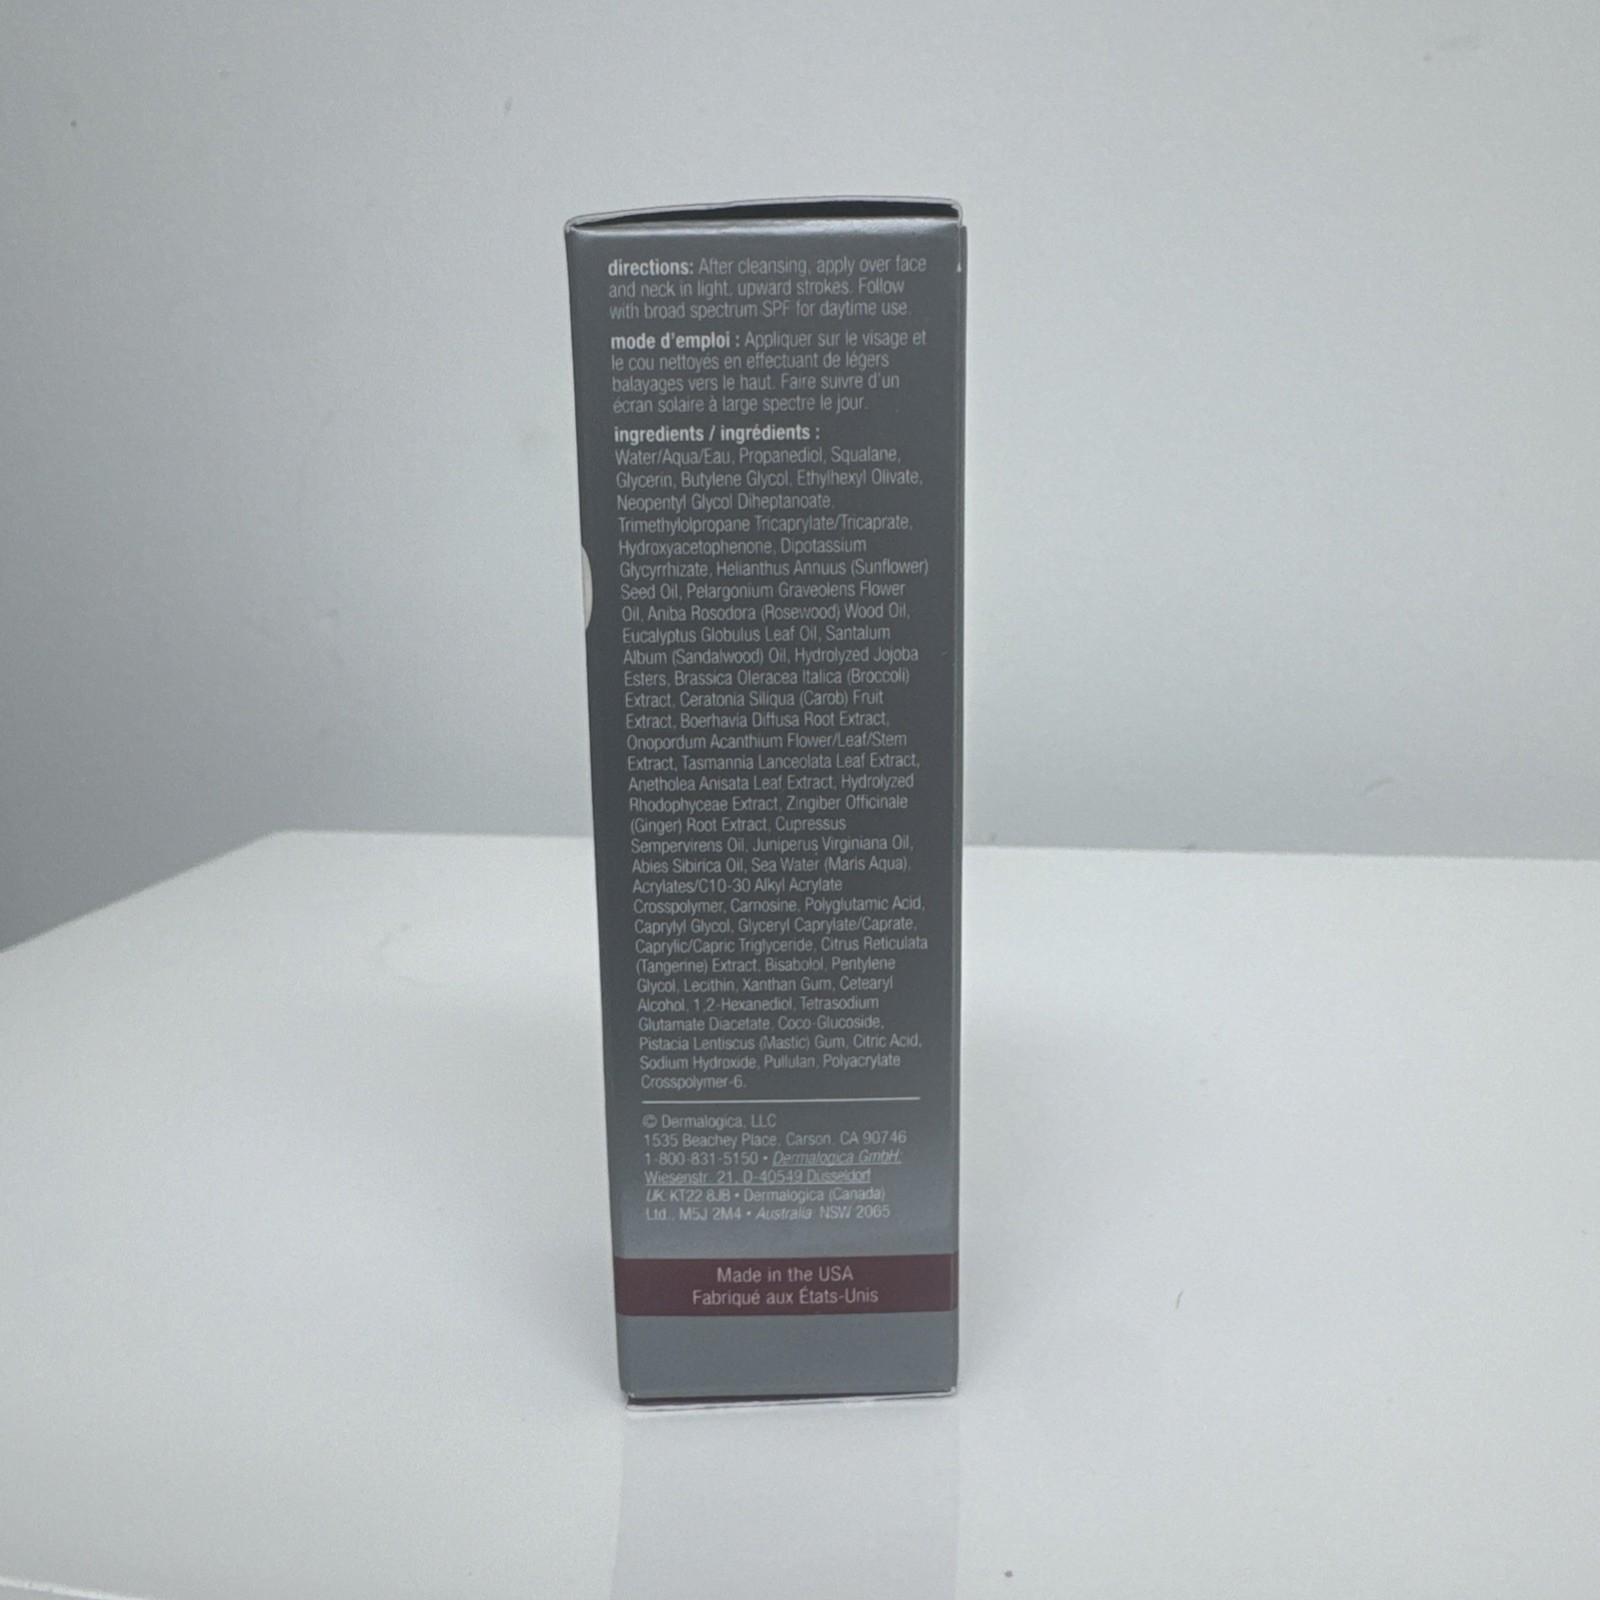 directions: After cleansing, apply over face
and neck in light, upward strokes. Follow
with broad spectrum SPF for daytime use.
mode d'emploi : Appliquer sur le visage et
le cou nettoyés en effectuant de légers
balayages vers le haut. Faire suivre d'un
écran solaire à large spectre le jour.
ingredients / ingrédients :
Water/Aqua/Eau, Propanediol, Squalane,
Glycerin, Butylene Glycol, Ethylhexyl Olivate,
Neopentyl Glycol Diheptanoate,
Trimethylolpropane Tricaprylate/Tricaprate,
Hydroxyacetophenone, Dipotassium
Glycyrrhizate, Helianthus Annuus (Sunflower)
Seed Oil, Pelargonium Graveolens Flower
Oil, Aniba Rosodora (Rosewood) Wood Oil,
Eucalyptus Globulus Leaf Oil, Santalum
Album (Sandalwood) Oil, Hydrolyzed Jojoba
Esters, Brassica Oleracea Italica (Broccoli)
Extract, Ceratonia Siliqua (Carob) Fruit
Extract, Boerhavia Diffusa Root Extract,
Onopordum Acanthium Flower/Leaf/Stem
Extract, Tasmannia Lanceolata Leaf Extract,
Anetholea Anisata Leaf Extract, Hydrolyzed
Rhodophyceae Extract, Zingiber Officinale
(Ginger) Root Extract, Cupressus
Sempervirens Oil, Juniperus Virginiana Oil,
Abies Sibirica Oil, Sea Water (Maris Aqua),
Acrylates/C10-30 Alkyl Acrylate
Crosspolymer, Carnosine, Polyglutamic Acid,
Caprylyl Glycol, Glyceryl Caprylate/Caprate,
Caprylic/Capric Triglyceride, Citrus Reticulata
(Tangerine) Extract, Bisabolol, Pentylene
Glycol, Lecithin, Xanthan Gum, Cetearyl
Alcohol, 1,2-Hexanediol, Tetrasodium
Glutamate Diacetate, Coco-Glucoside,
Pistacia Lentiscus (Mastic) Gum, Citric Acid,
Sodium Hydroxide, Pullulan, Polyacrylate
Crosspolymer-6.
© Dermalogica, LLC
1535 Beachey Place, Carson, CA 90746
1-800-831-5150 • Dermalogica GmbH:
Wiesenstr. 21, D-40549 Düsseldorf
UK: KT22 8JB • Dermalogica (Canada)
Ltd., M5J 2M4 • Australia: NSW 2065
Made in the USA
Fabriqué aux États-Unis